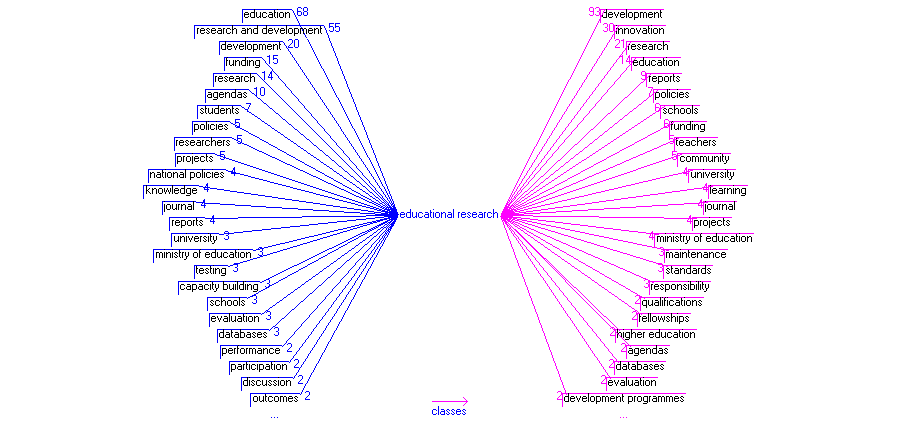 education 68
research and development 55
development 20
funding 15
research 14
agendas 10
students 7
policies 5
researchers 5
projects 5
national policies 4
knowledge 4
journal 4
reports 4
university 3
ministry of education 3
testing 3
capacity building 3
schools 3
evaluation 3
databases 3
performance 2
participation 2
discussion 2
outcomes 2
...
educational research
classes
93 development
30 innovation
21 research
14 education
9 reports
7 policies
6 schools
6 funding
5 teachers
5 community
4 university
4 learning
4 journal
4 projects
4 ministry of education
3 maintenance
3 standards
3 responsibility
2 qualifications
2 fellowships
2 higher education
2 agendas
2 databases
2 evaluation
2 development programmes
...